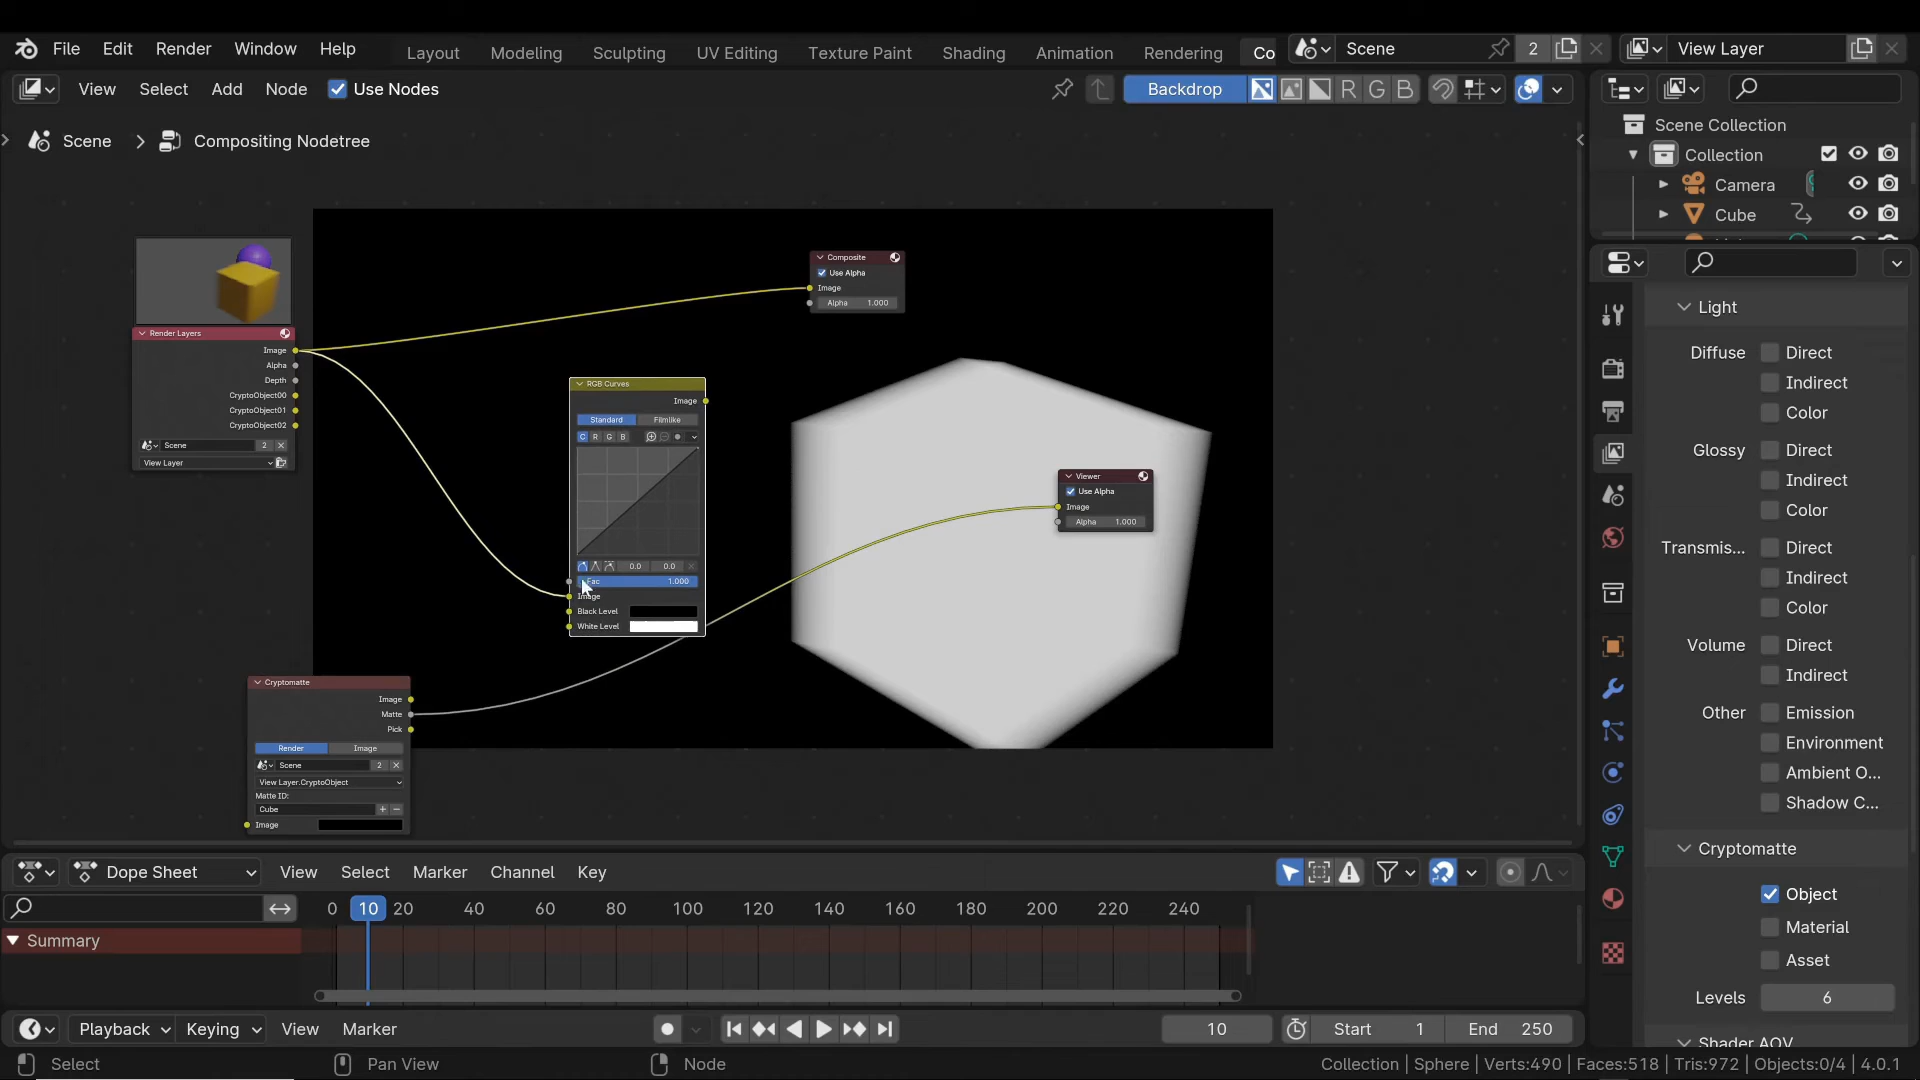 File Edit Render Window Help Layout Modeling Sculpting UV Editing Texture Paint Shading Animation Rendering Co Scene 2 View Layer
View Select Add Node Use Nodes Backdrop R G B
Scene > Compositing Nodetree
Scene Collection
Collection
Camera
Cube
Composite
Use Alpha
Image
Alpha 1.000
Render Layers
Image
Alpha
Depth
CryptoObject00
CryptoObject01
CryptoObject02
Scene 2
View Layer
RGB Curves
Image
Standard Filmlike
C R G B
0.0 0.0
Fac 1.000
Image
Black Level
White Level
Viewer
Use Alpha
Image
Alpha 1.000
Cryptomatte
Image
Matte
Pick
Render Image
Scene 2
View Layer.CryptoObject
Matte ID:
Cube + −
Image
Light
Diffuse Direct
Indirect
Color
Glossy Direct
Indirect
Color
Transmis... Direct
Indirect
Color
Volume Direct
Indirect
Other Emission
Environment
Ambient O...
Shadow C...
Cryptomatte
Object
Material
Asset
Levels 6
Shader AOV
Dope Sheet View Select Marker Channel Key
0 10 20 40 60 80 100 120 140 160 180 200 220 240
Summary
Playback Keying View Marker 10 Start 1 End 250
Select Pan View Node Collection | Sphere | Verts:490 | Faces:518 | Tris:972 | Objects:0/4 | 4.0.1